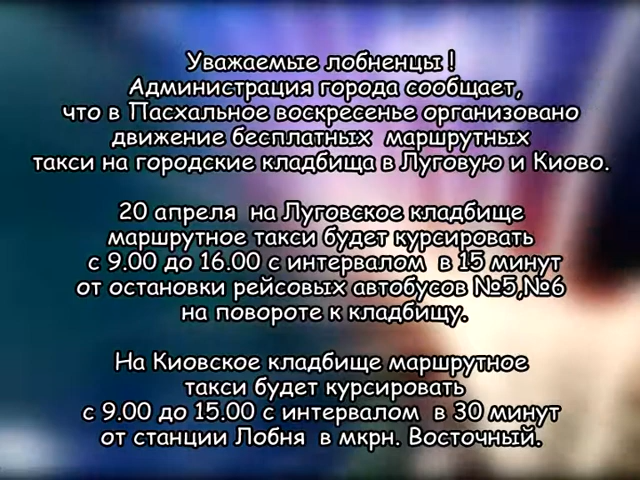 Уважаемые лобненцы !
Администрация города сообщает,
что в Пасхальное воскресенье организовано
движение бесплатных маршрутных
такси на городские кладбища в Луговую и Киово.
20 апреля на Луговское кладбище
маршрутное такси будет курсировать
с 9.00 до 16.00 с интервалом в 15 минут
от остановки рейсовых автобусов №5,№6
на повороте к кладбищу.
На Киовское кладбище маршрутное
такси будет курсировать
с 9.00 до 15.00 с интервалом в 30 минут
от станции Лобня в мкрн. Восточный.